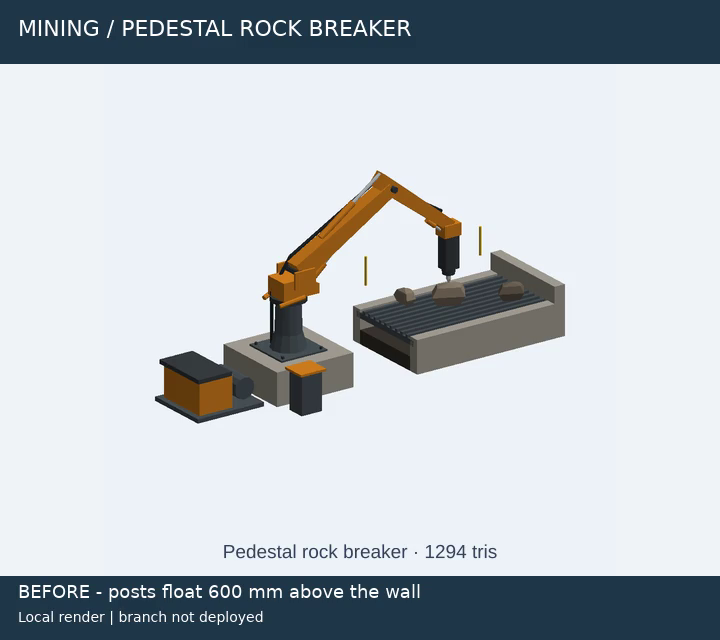 MINING / PEDESTAL ROCK BREAKER
Pedestal rock breaker · 1294 tris
BEFORE - posts float 600 mm above the wall
Local render | branch not deployed